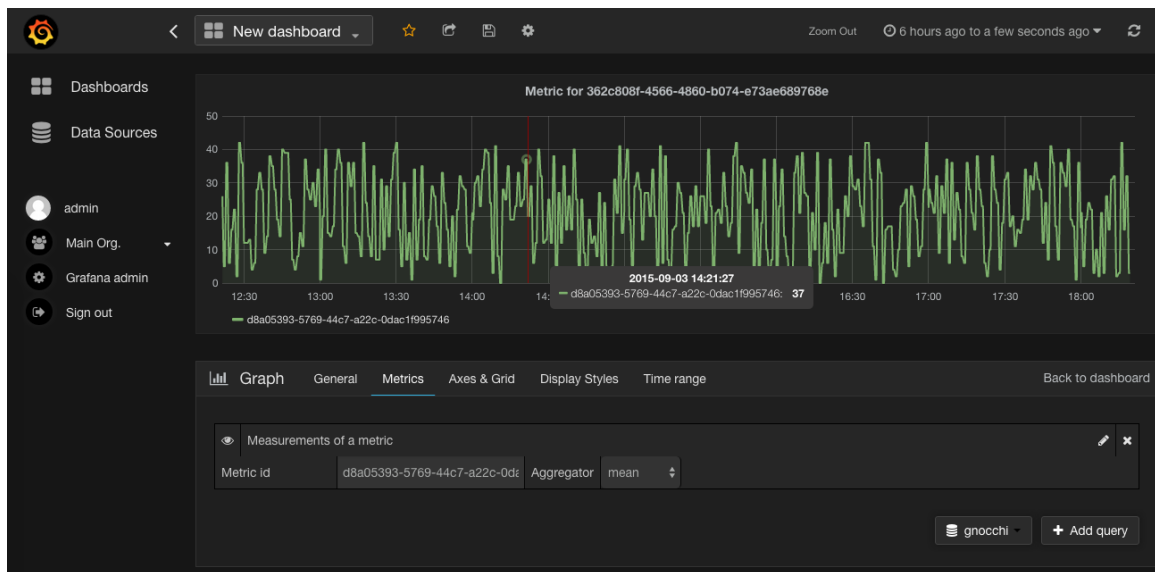 New dashboard
Zoom Out
6 hours ago to a few seconds ago
Dashboards
Data Sources
admin
Main Org.
Grafana admin
Sign out
Metric for 362c808f-4566-4860-b074-e73ae689768e
50
40
30
20
10
0
12:30 13:00 13:30 14:00 14: 16:30 17:00 17:30 18:00
2015-09-03 14:21:27
d8a05393-5769-44c7-a22c-0dac1f995746: 37
d8a05393-5769-44c7-a22c-0dac1f995746
Graph General Metrics Axes & Grid Display Styles Time range Back to dashboard
Measurements of a metric
Metric id d8a05393-5769-44c7-a22c-0da Aggregator mean
gnocchi + Add query